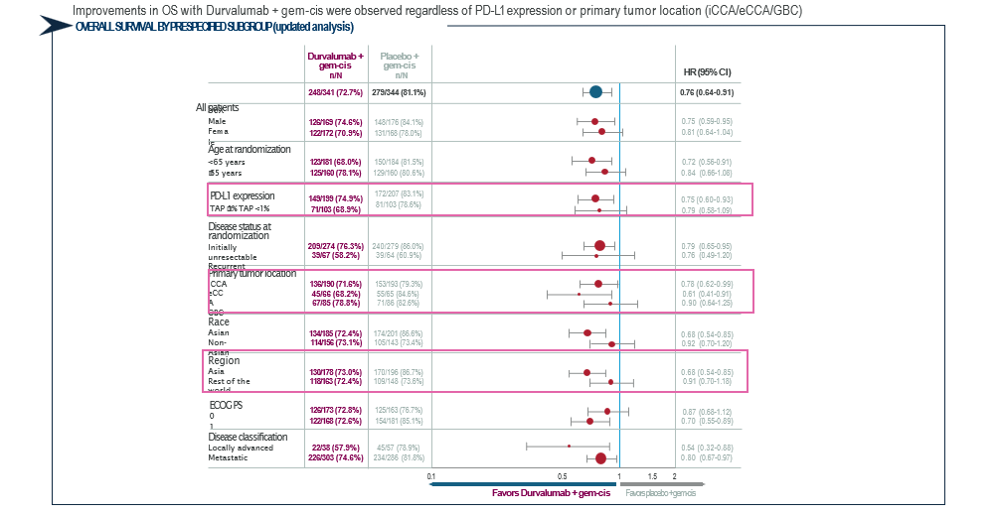 Improvements in OS with Durvalumab + gem-cis were observed regardless of PD-L1 expression or primary tumor location (iCCA/eCCA/GBC)
OVERALL SURVIVAL BY PRESPECIFIED SUBGROUP (updated analysis)
Durvalumab + gem-cis n/N
Placebo + gem-cis n/N
HR (95% CI)
248/341 (72.7%) 279/344 (81.1%) 0.76 (0.64-0.91)
All patients
Male 126/169 (74.6%) 148/176 (84.1%) 0.75 (0.59-0.95)
Female 122/172 (70.9%) 131/168 (78.0%) 0.81 (0.64-1.04)
Age at randomization
<65 years 123/181 (68.0%) 150/184 (81.5%) 0.72 (0.56-0.91)
65 years 125/160 (78.1%) 129/160 (80.6%) 0.84 (0.66-1.08)
PD-L1 expression
149/199 (74.9%) 172/207 (83.1%) 0.75 (0.60-0.93)
TAP 1% TAP <1% 71/103 (68.9%) 81/103 (78.6%) 0.79 (0.58-1.09)
Disease status at
randomization
Initially 209/274 (76.3%) 240/279 (86.0%) 0.79 (0.65-0.95)
unresectable 39/67 (58.2%) 39/64 (60.9%) 0.76 (0.49-1.20)
Recurrent
Primary tumor location
ICCA 136/190 (71.6%) 153/193 (79.3%) 0.78 (0.62-0.99)
eCC 45/66 (68.2%) 55/65 (84.6%) 0.61 (0.41-0.91)
A 67/85 (78.8%) 71/86 (82.6%) 0.90 (0.64-1.25)
Race
Asian 134/185 (72.4%) 174/201 (86.6%) 0.68 (0.54-0.85)
Non- 114/156 (73.1%) 105/143 (73.4%) 0.92 (0.70-1.20)
Asian
Region
Asia 130/178 (73.0%) 170/196 (86.7%) 0.68 (0.54-0.85)
Rest of the 118/163 (72.4%) 109/148 (73.6%) 0.91 (0.70-1.18)
world
ECOG PS
0 126/173 (72.8%) 125/163 (76.7%) 0.87 (0.68-1.12)
1 122/168 (72.6%) 154/181 (85.1%) 0.70 (0.55-0.89)
Disease classification
Locally advanced 22/38 (57.9%) 45/57 (78.9%) 0.54 (0.32-0.88)
Metastatic 226/303 (74.6%) 234/286 (81.8%) 0.80 (0.67-0.97)
0.1 0.5 1 1.5 2
Favors Durvalumab + gem-cis Favors placebo + gem-cis